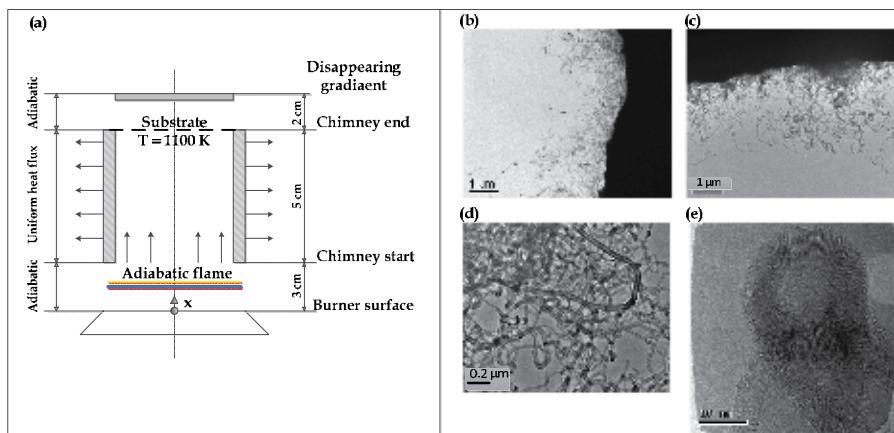 (a)
Disappearing
gradiaent
Adiabatic
2 cm
Substrate
Chimney end
T = 1100 K
Uniform heat flux
5 cm
Chimney start
Adiabatic flame
Adiabatic
3 cm
x
Burner surface
(b)
1
(c)
1 µm
(d)
0.2 µm
(e)